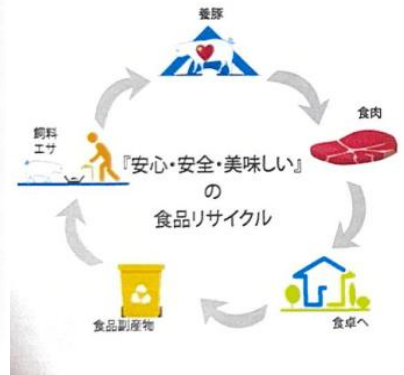 養豚
食肉
飼料
エサ
『安心・安全・美味しい』
の
食品リサイクル
食品副産物
食卓へ